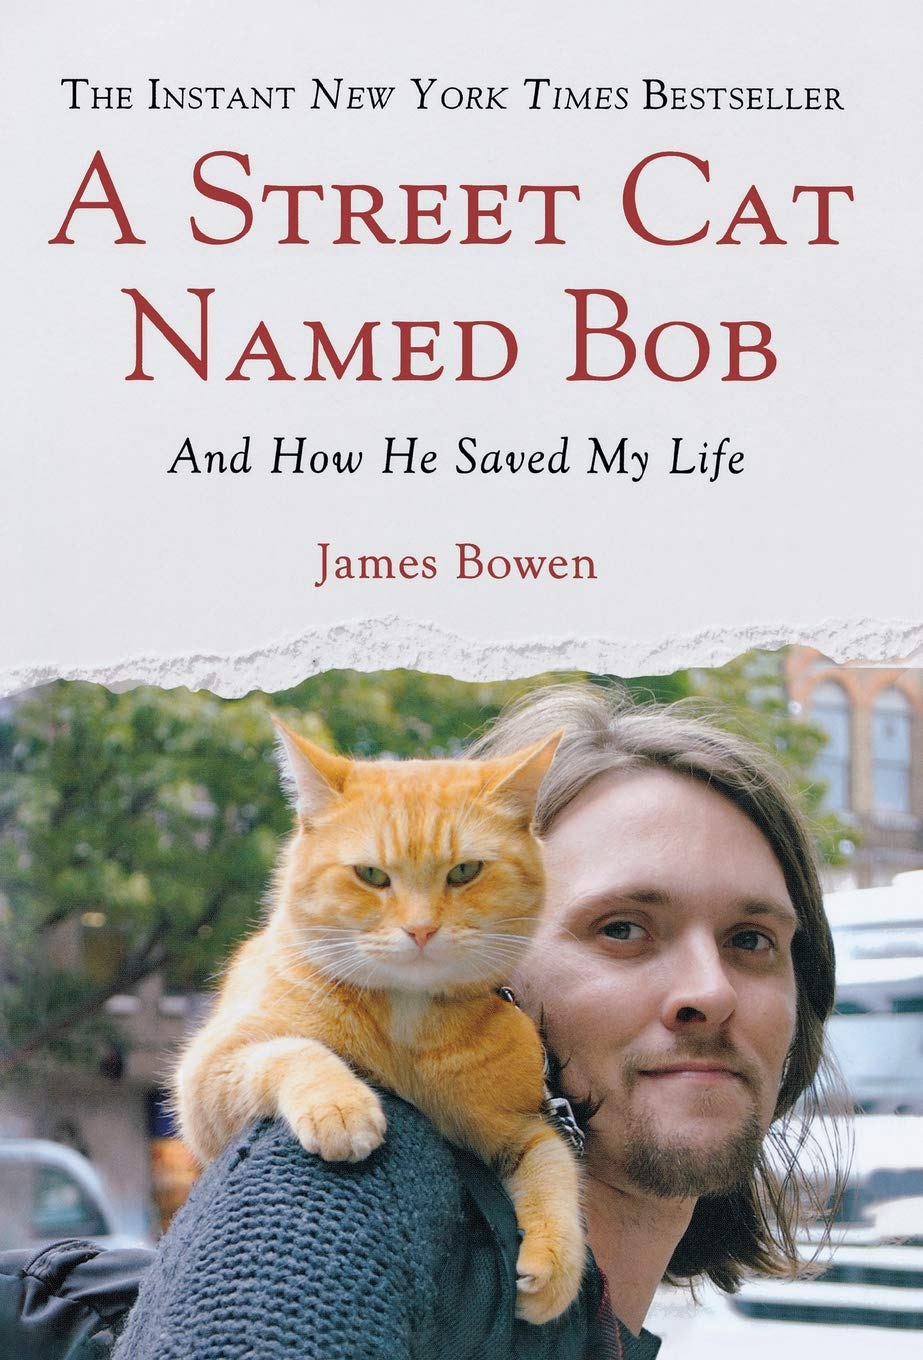 The Instant New York Times Bestseller
A Street Cat
Named Bob
And How He Saved My Life
James Bowen